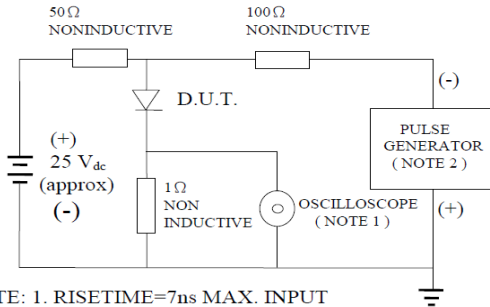 50Ω
NONINDUCTIVE
100Ω
NONINDUCTIVE
(-)
D.U.T.
PULSE
GENERATOR
( NOTE 2 )
(+)
25 Vdc
(approx)
(-)
1Ω
NON
INDUCTIVE
OSCILLOSCOPE
( NOTE 1 )
(+)
TE: 1. RISETIME=7ns MAX. INPUT